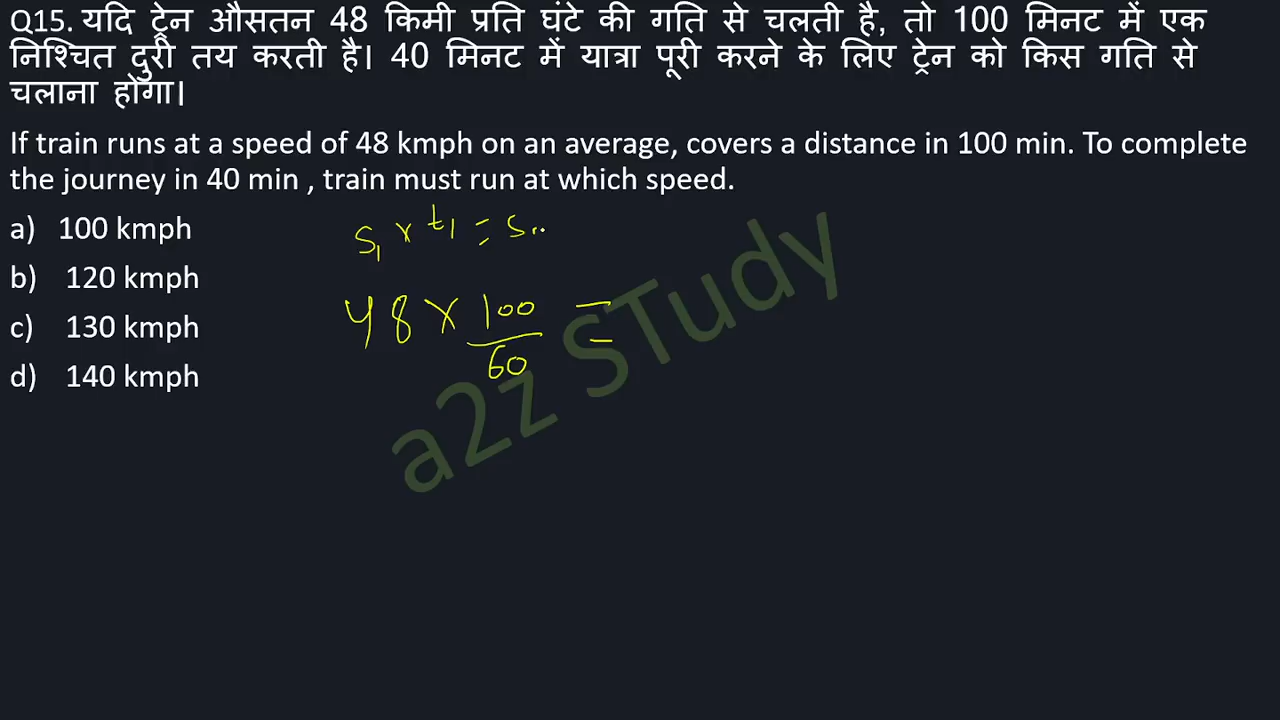 Q15. यदि ट्रेन औसतन 48 किमी प्रति घंटे की गति से चलती है, तो 100 मिनट में एक
निश्चित दुरी तय करती है। 40 मिनट में यात्रा पूरी करने के लिए ट्रेन को किस गति से
चलाना होगा।
If train runs at a speed of 48 kmph on an average, covers a distance in 100 min. To complete
the journey in 40 min , train must run at which speed.
a) 100 kmph
b) 120 kmph
c) 130 kmph
d) 140 kmph
S₁ x t₁ = S
48 x 100/60 =
a2z STudy